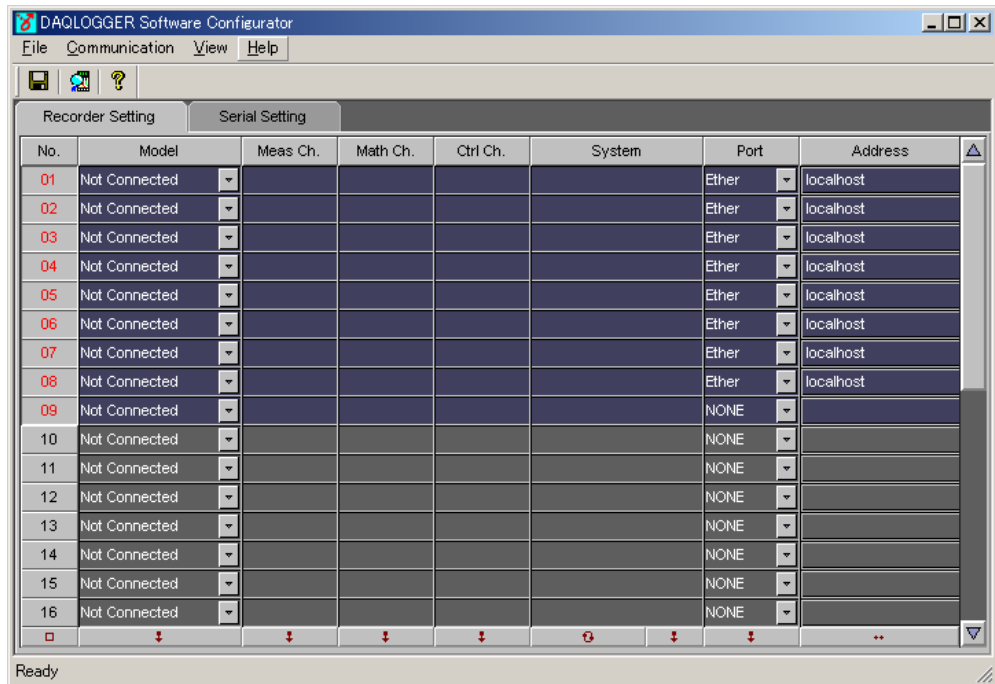 DAQLOGGER Software Configurator
File Communication View Help
Recorder Setting Serial Setting
No. Model Meas Ch. Math Ch. Ctrl Ch. System Port Address
01 Not Connected Ether localhost
02 Not Connected Ether localhost
03 Not Connected Ether localhost
04 Not Connected Ether localhost
05 Not Connected Ether localhost
06 Not Connected Ether localhost
07 Not Connected Ether localhost
08 Not Connected Ether localhost
09 Not Connected NONE
10 Not Connected NONE
11 Not Connected NONE
12 Not Connected NONE
13 Not Connected NONE
14 Not Connected NONE
15 Not Connected NONE
16 Not Connected NONE
Ready